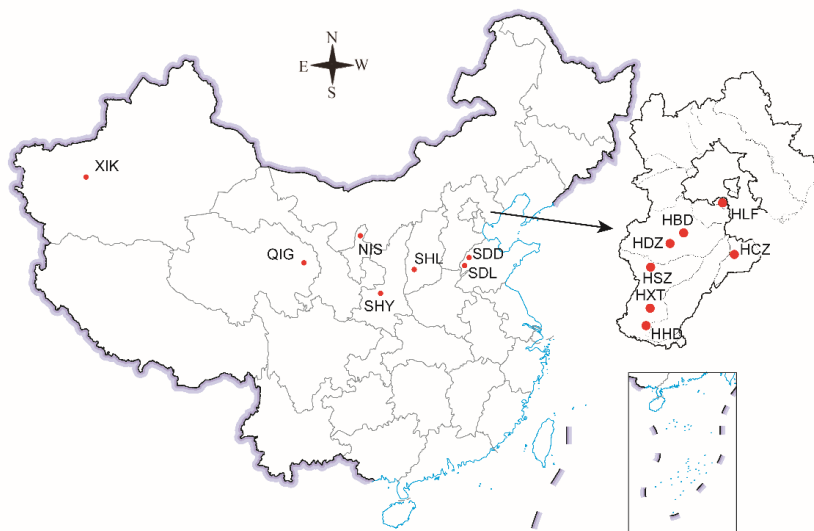 N
E W
S
XIK
QIG
NIS
SHL
SDD
SDL
SHY
HLF
HBD
HDZ
HCZ
HSZ
HXT
HHD